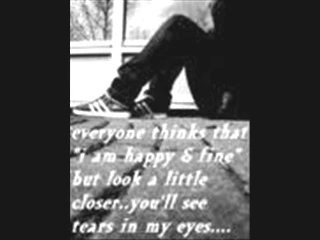 everyone thinks that
"i am happy & fine"
but look a little
closer..you'll see
tears in my eyes....